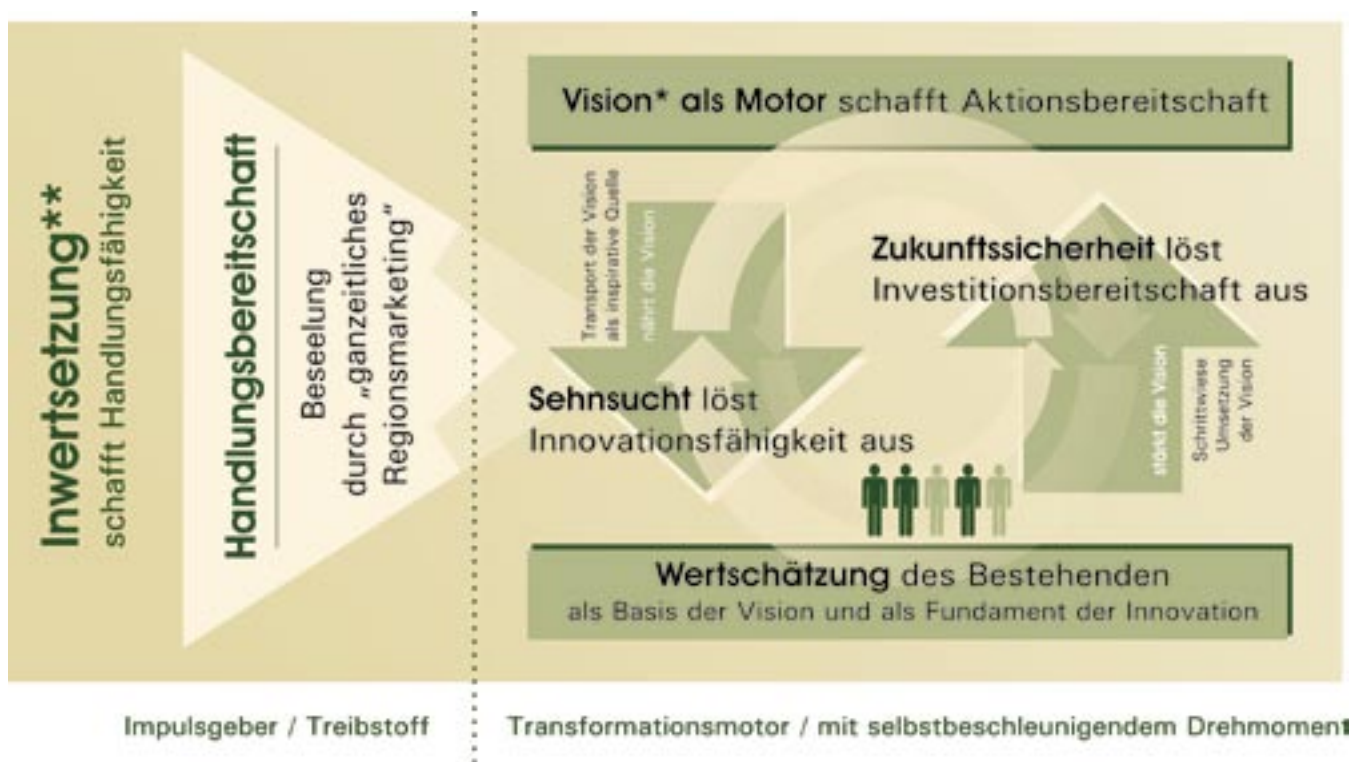 Inwertsetzung**
schafft Handlungsfähigkeit
Handlungsbereitschaft
Beseelung
durch „ganzeitliches
Regionsmarketing“
Vision* als Motor schafft Aktionsbereitschaft
Transport der Vision
als inspirative Quelle
nährt die Vision
Sehnsucht löst
Innovationsfähigkeit aus
Zukunftssicherheit löst
Investitionsbereitschaft aus
stärkt die Vision
Schrittwiese
Umsetzung
der Vision
Wertschätzung des Bestehenden
als Basis der Vision und als Fundament der Innovation
Impulsgeber / Treibstoff
Transformationsmotor / mit selbstbeschleunigendem Drehmoment